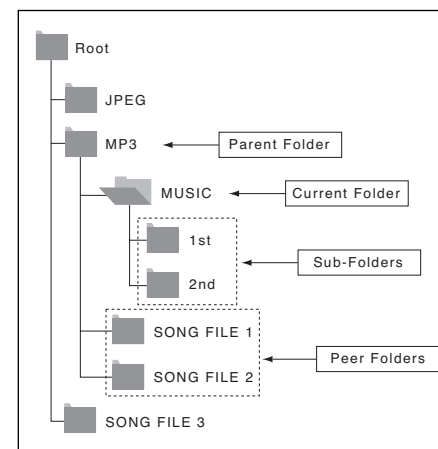 Root
JPEG
MP3
Parent Folder
MUSIC
Current Folder
1st
Sub-Folders
2nd
SONG FILE 1
Peer Folders
SONG FILE 2
SONG FILE 3